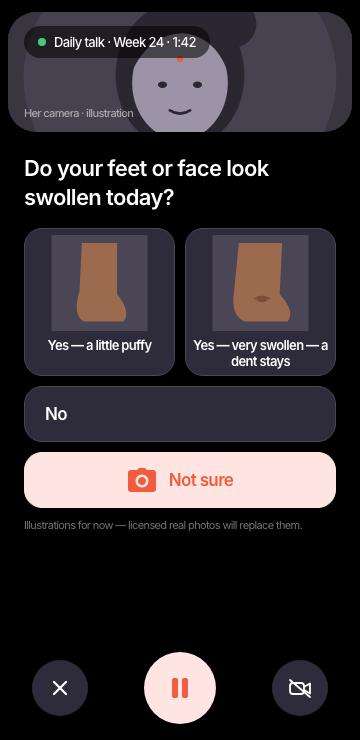 Daily talk · Week 24 · 1:42
Her camera · illustration
Do your feet or face look
swollen today?
Yes — a little puffy
Yes — very swollen — a
dent stays
No
Not sure
Illustrations for now — licensed real photos will replace them.